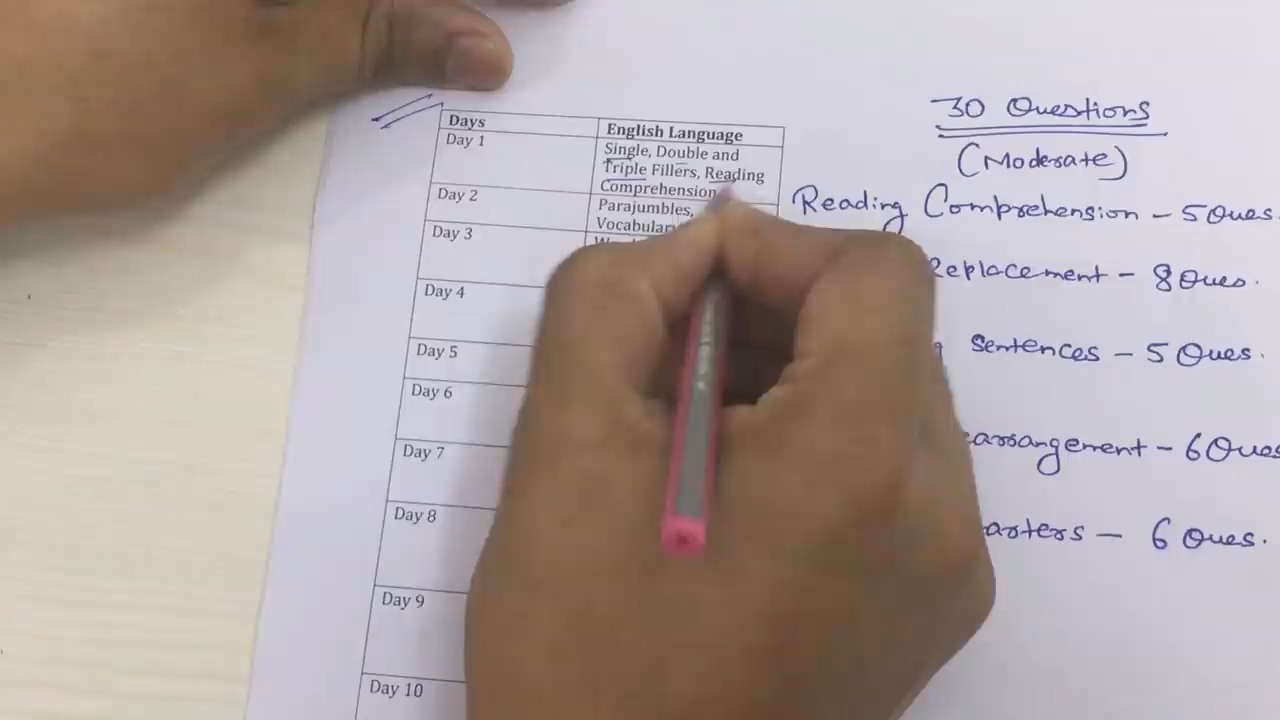 Days English Language
Day 1 Single, Double and
Triple Fillers, Reading
Comprehension
Day 2 Parajumbles,
Day 3
Day 4
Day 5
Day 6
Day 7
Day 8
Day 9
Day 10
30 Questions
(Moderate)
Reading Comprehension - 5 Ques.
Replacement - 8 Ques.
sentences - 5 Ques.
- 6 Ques
- 6 Ques.